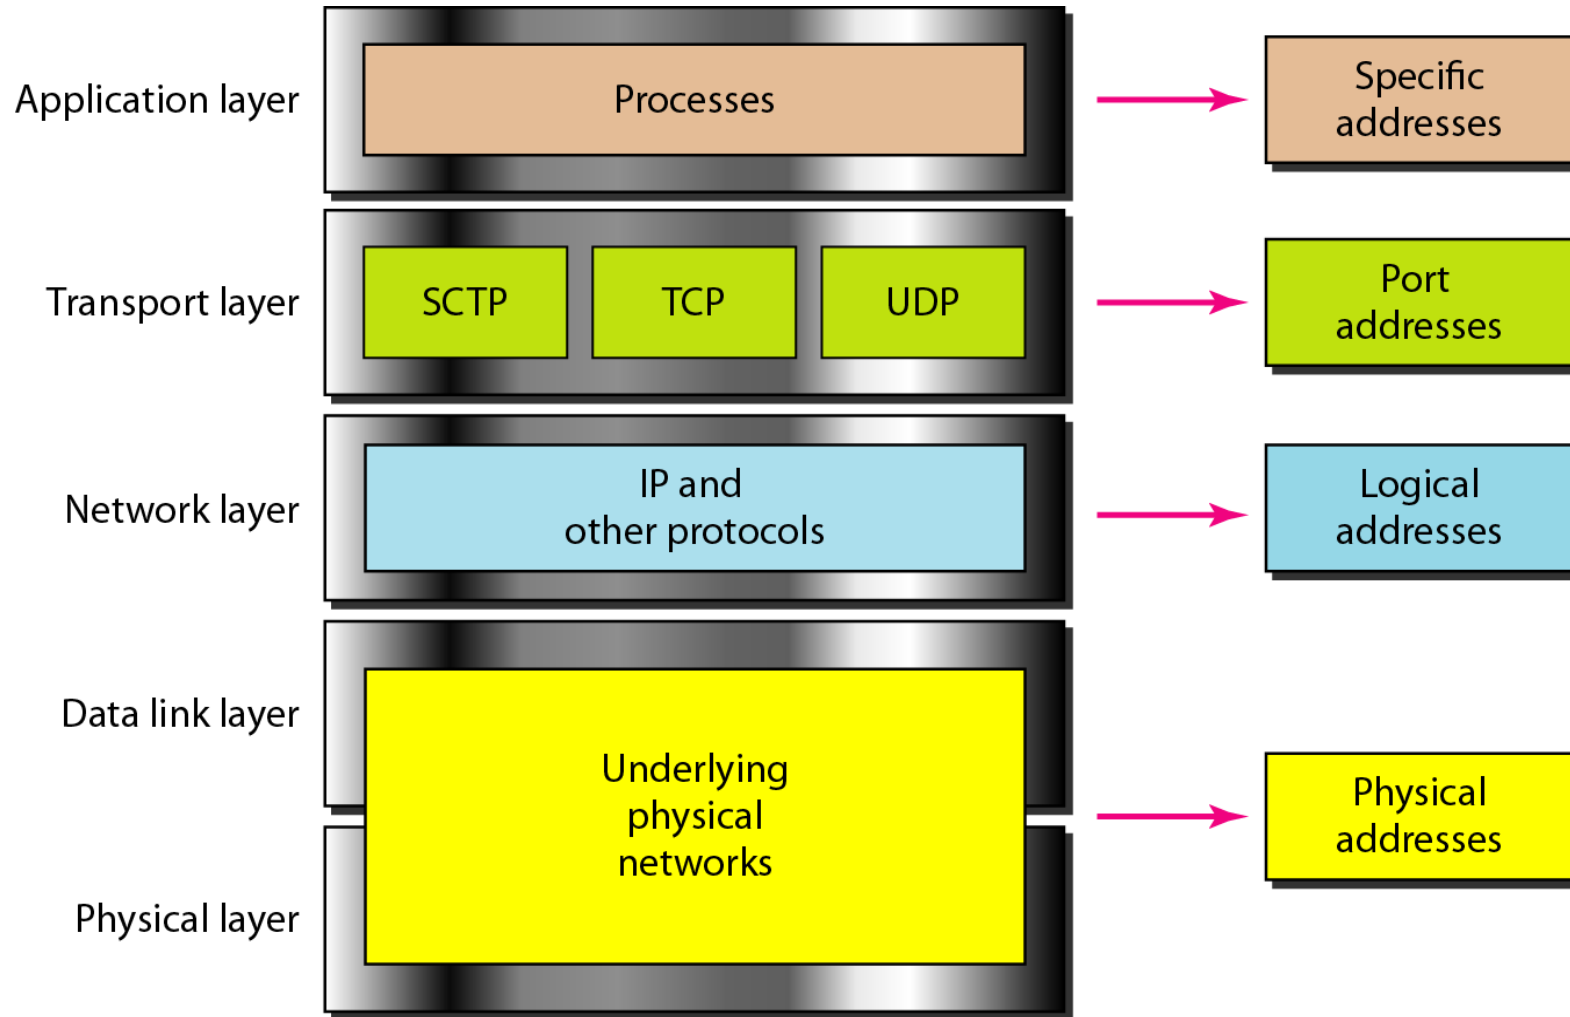 Application layer
Processes
Specific
addresses
Transport layer
SCTP
TCP
UDP
Port
addresses
Network layer
IP and
other protocols
Logical
addresses
Data link layer
Underlying
physical
networks
Physical
addresses
Physical layer